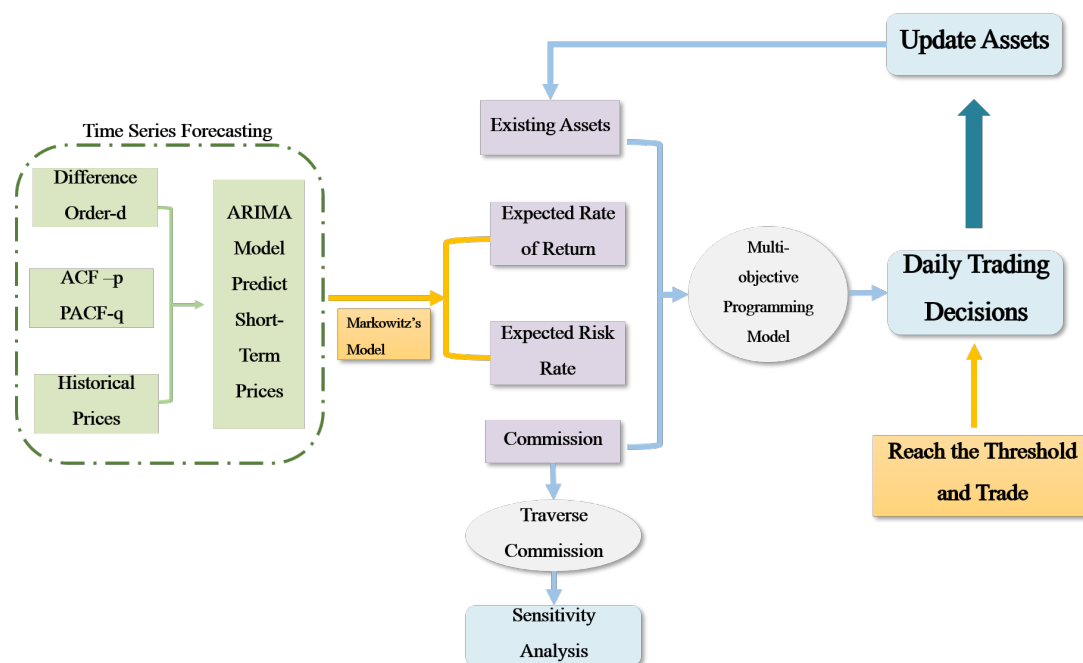 Update Assets
Existing Assets
Time Series Forecasting
Difference
Order-d
ACF –p
PACF-q
Historical
Prices
ARIMA
Model
Predict
Short-
Term
Prices
Markowitz's
Model
Expected Rate
of Return
Expected Risk
Rate
Commission
Multi-
objective
Programming
Model
Daily Trading
Decisions
Reach the Threshold
and Trade
Traverse
Commission
Sensitivity
Analysis